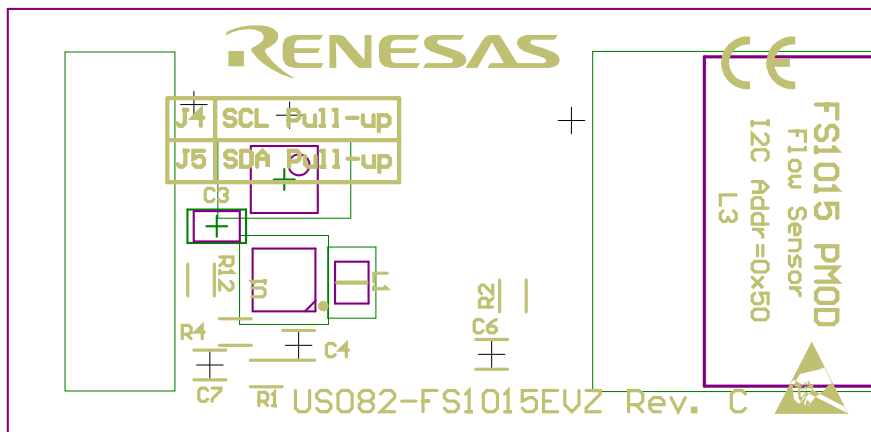 RENESAS
J4 SCL Pull-up
J5 SDA Pull-up
C3
FS1015 PMOD
Flow Sensor
I2C Addr=0x50
L3
R12
U5
L1
R2
R4
C4
C6
C7
R1
US082-FS1015EVZ Rev. C
CE